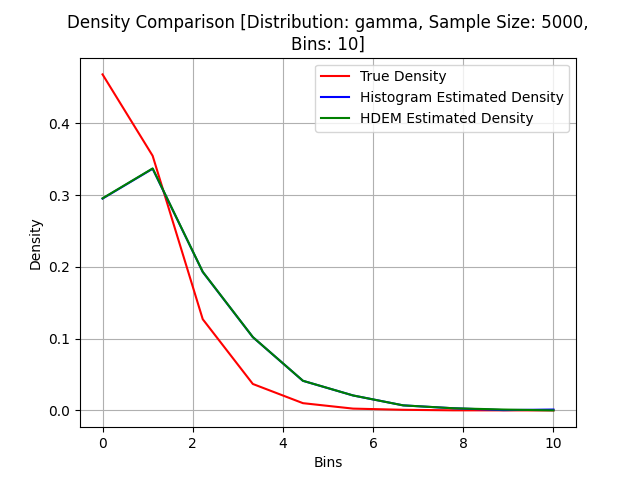 Density Comparison [Distribution: gamma, Sample Size: 5000,
Bins: 10]
True Density
Histogram Estimated Density
HDEM Estimated Density
Density
0.4
0.3
0.2
0.1
0.0
0 2 4 6 8 10
Bins